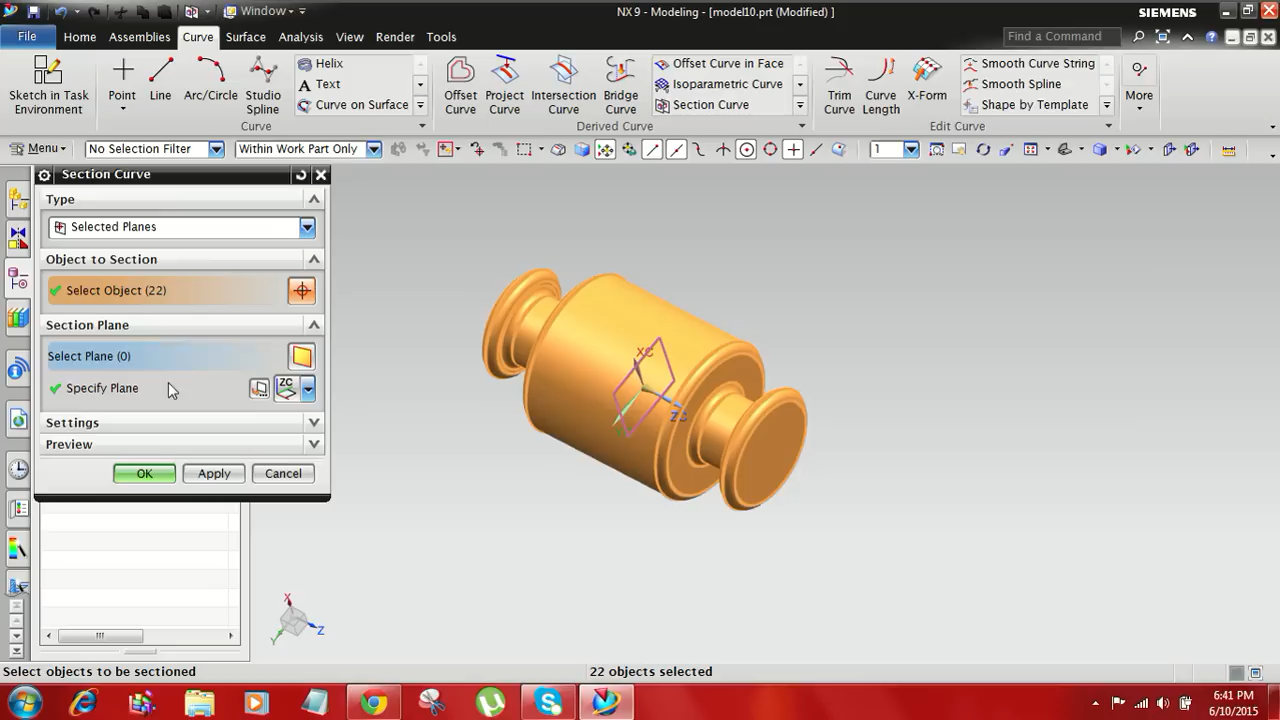 Window
NX 9 - Modeling - [model10.prt (Modified) ]
SIEMENS
File
Home
Assemblies
Curve
Surface
Analysis
View
Render
Tools
Find a Command
Sketch in Task
Environment
Point
Line
Arc/Circle
Studio
Spline
Helix
Text
Curve on Surface
Curve
Offset
Curve
Project
Curve
Intersection
Curve
Bridge
Curve
Offset Curve in Face
Isoparametric Curve
Section Curve
Derived Curve
Trim
Curve
Curve
Length
X-Form
Smooth Curve String
Smooth Spline
Shape by Template
Edit Curve
More
Menu
No Selection Filter
Within Work Part Only
1
Section Curve
Type
Selected Planes
Object to Section
Select Object (22)
Section Plane
Select Plane (0)
Specify Plane
ZC
Settings
Preview
OK
Apply
Cancel
XC
X
Y
Z
Select objects to be sectioned
22 objects selected
6:41 PM
6/10/2015